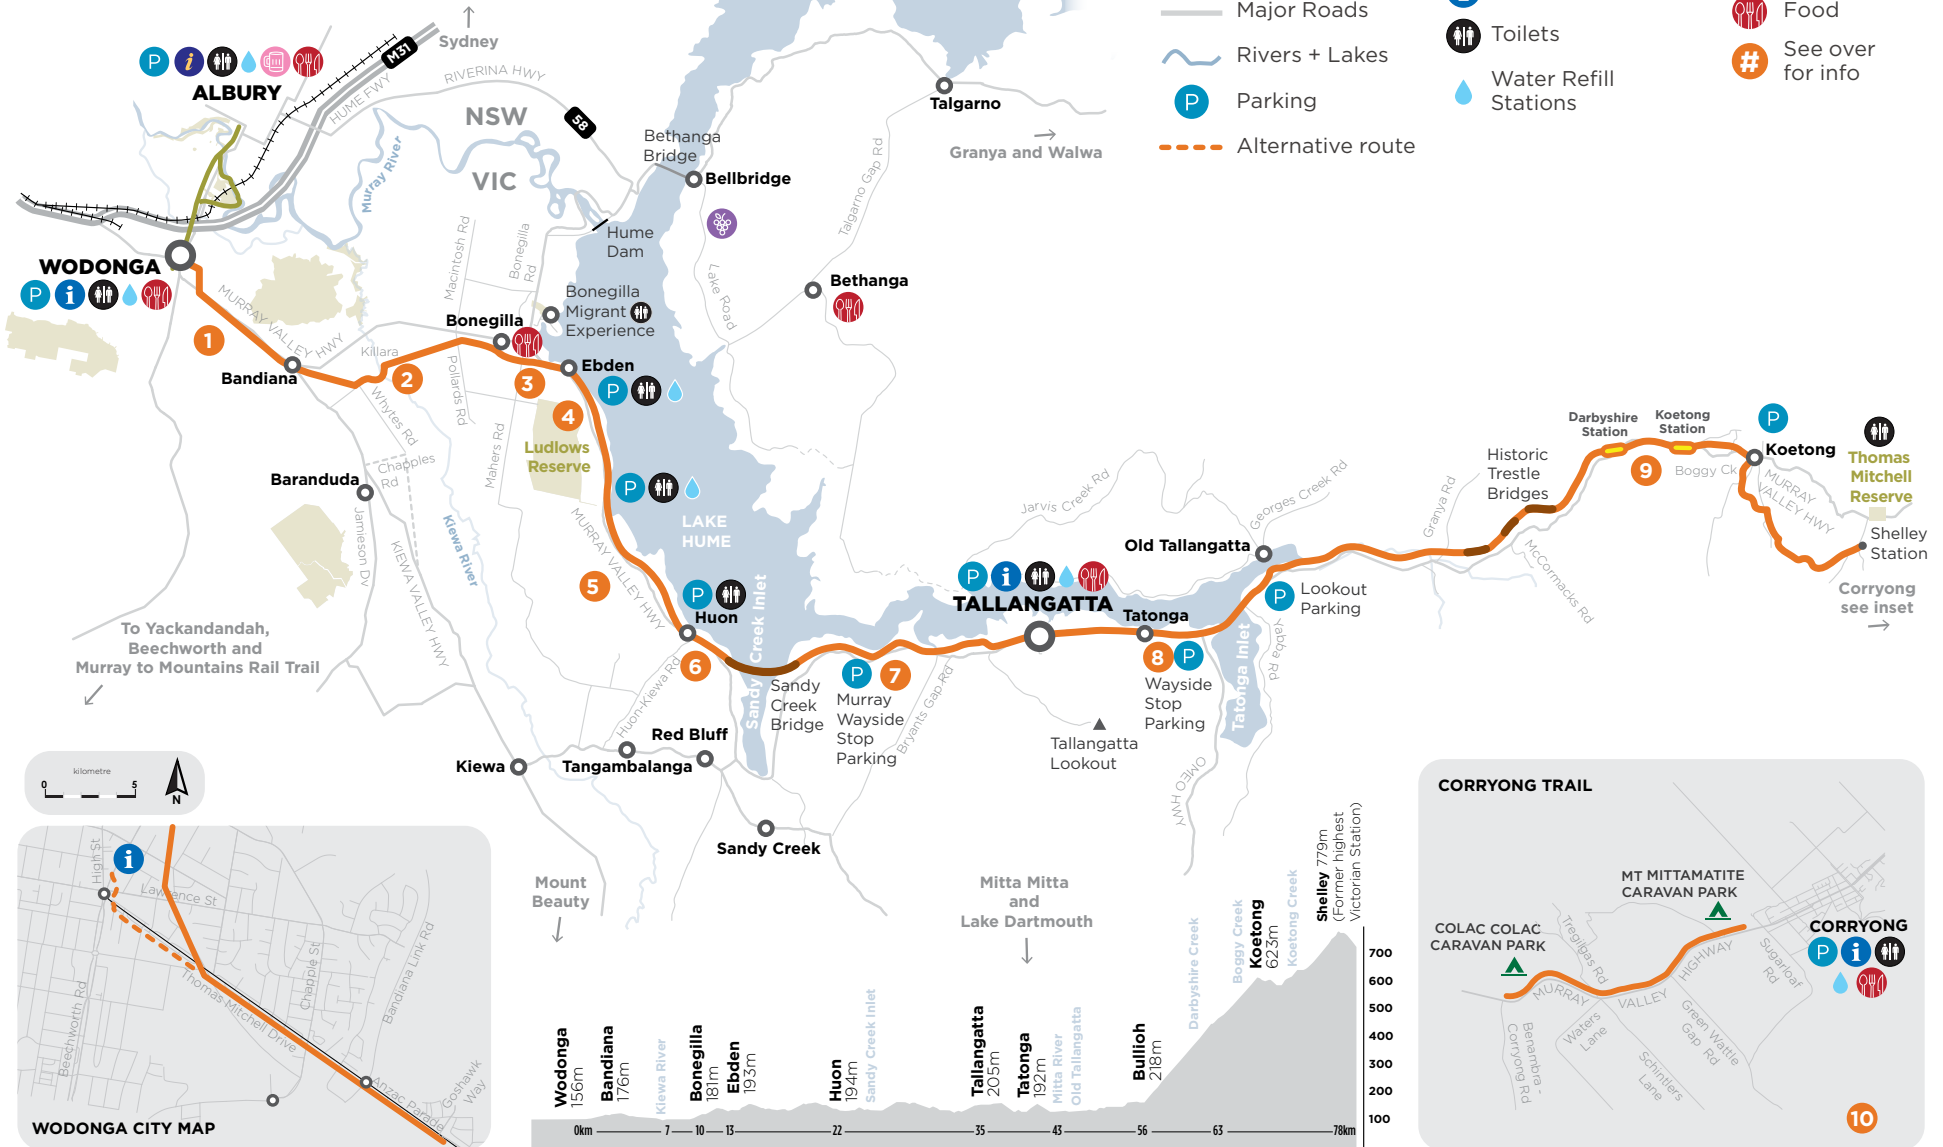 Sydney
M31
ALBURY
HUME FWY
RIVERINA HWY
58
NSW
VIC
Murray River
Bethanga
Bridge
Bellbridge
Talgarno
Granya and Walwa
Talgarno Gap Rd
Major Roads
Rivers + Lakes
P
Parking
Alternative route
Toilets
Water Refill
Stations
Food
#
See over
for info
P i
WODONGA
P i
MURRAY VALLEY HWY
1
Bandiana
Killara
2
Macintosh Rd
Bonegilla
Rd
Hume
Dam
Bonegilla
Migrant
Experience
Bonegilla
3
Ebden
P
4
Ludlows
Reserve
Pollards Rd
Whytes Rd
Mahers Rd
Chapples
Rd
Baranduda
Jamieson DV
KIEWA VALLEY HWY
Kiewa River
Lake Road
Bethanga
P
LAKE
HUME
MURRAY VALLEY HWY
5
P
Huon
6
Sandy Creek Inlet
Huon-Kiewa Rd
Sandy
Creek
Bridge
P
7
Murray
Wayside
Stop
Parking
Bryants Gap Rd
P i
TALLANGATTA
Tatonga
8
P
Wayside
Stop
Parking
Tallangatta
Lookout
Jarvis Creek Rd
Georges Creek Rd
Old Tallangatta
P
Lookout
Parking
Yabba Rd
Tatonga Inlet
OMEO HWY
Granya Rd
McCormacks Rd
Historic
Trestle
Bridges
Darbyshire
Station
Koetong
Station
9
Boggy Ck
P
Koetong
MURRAY
VALLEY HWY
Thomas
Mitchell
Reserve
Shelley
Station
Corryong
see inset
To Yackandandah,
Beechworth and
Murray to Mountains Rail Trail
Kiewa
Tangambalanga
Red Bluff
Sandy Creek
Mount
Beauty
Mitta Mitta
and
Lake Dartmouth
kilometre
0 5
N
i
High St
Lawrence St
Beechworth Rd
Thomas Mitchell Drive
Chapple St
Bandiana Link Rd
Anzac Parade
Goshawk
Way
WODONGA CITY MAP
Wodonga
156m
Bandiana
176m
Kiewa River
Bonegilla
181m
Ebden
193m
Huon
194m
Sandy Creek Inlet
Tallangatta
205m
Tatonga
192m
Mitta River
Old Tallangatta
Bullioh
218m
Darbyshire Creek
Boggy Creek
Koetong
623m
Koetong Creek
Shelley 779m
(Former highest
Victorian Station)
700
600
500
400
300
200
100
0km 7 10 13 22 35 43 56 63 78km
CORRYONG TRAIL
MT MITTAMATITE
CARAVAN PARK
COLAC COLAC
CARAVAN PARK
CORRYONG
P i
Tregilgas Rd
MURRAY
VALLEY
HIGHWAY
Sugarloaf
Rd
Green Wattle
Gap Rd
Waters
Lane
Schintlers
Lane
Benambra-
Corryong Rd
10